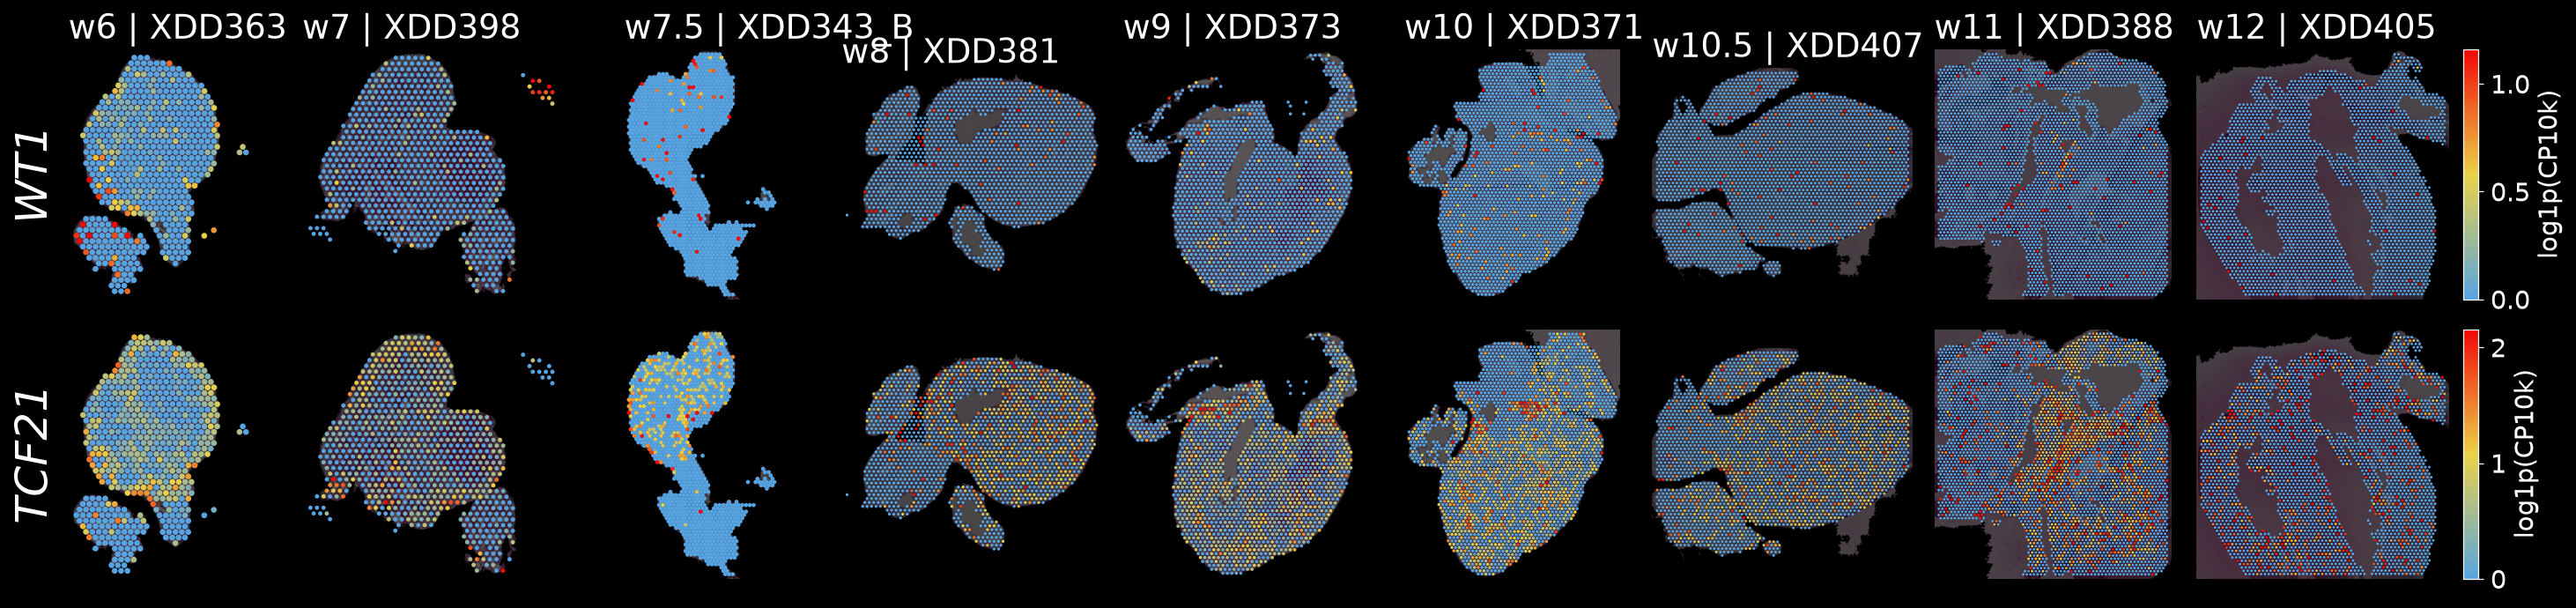 w6 | XDD363
w7 | XDD398
w7.5 | XDD343_B
w8 | XDD381
w9 | XDD373
w10 | XDD371
w10.5 | XDD407
w11 | XDD388
w12 | XDD405
WT1
1.0
0.5
0.0
log1p(CP10k)
TCF21
2
1
0
log1p(CP10k)